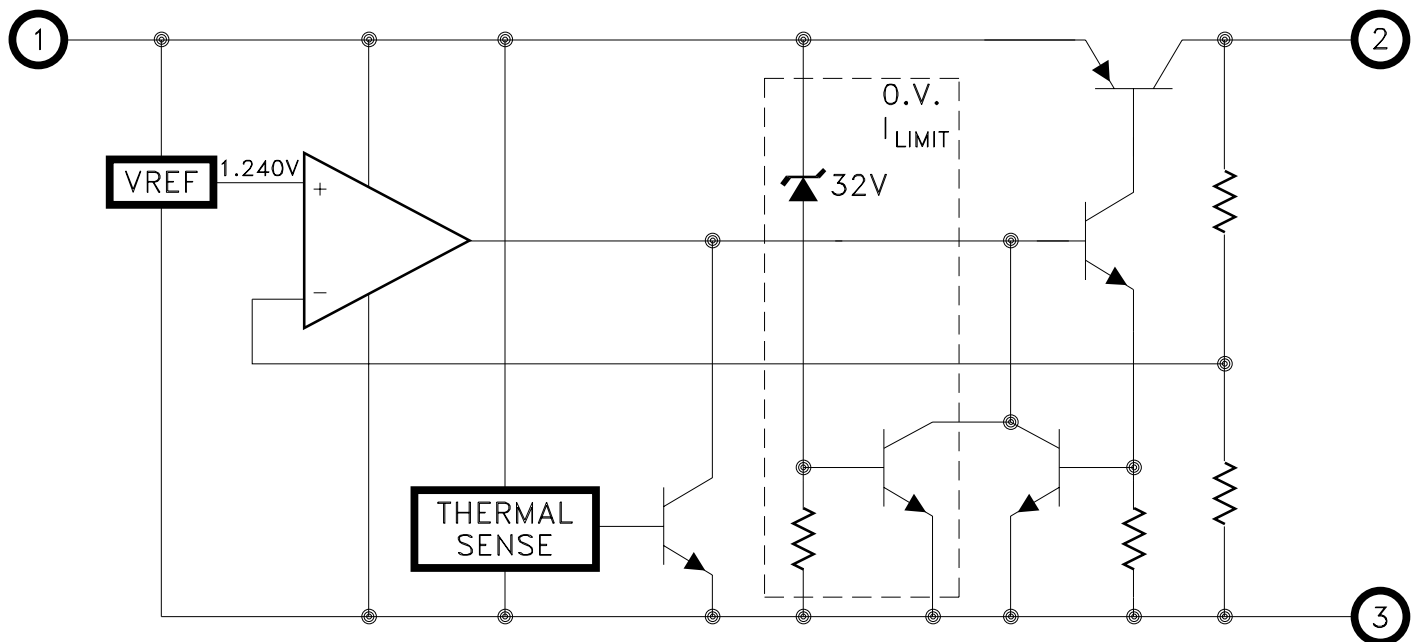 1
2
O.V.
I LIMIT
VREF
1.240V
+
32V
−
THERMAL
SENSE
3